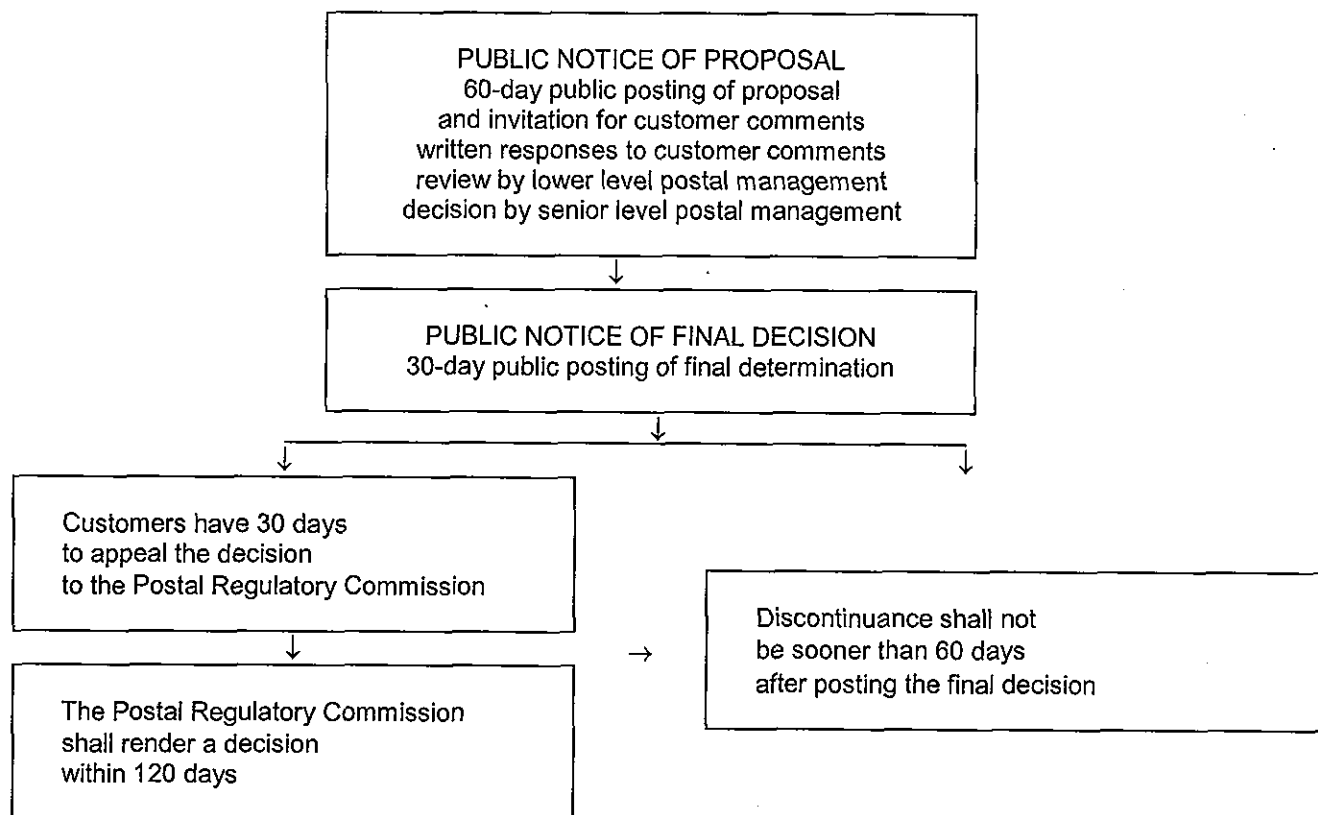 PUBLIC NOTICE OF PROPOSAL
60-day public posting of proposal
and invitation for customer comments
written responses to customer comments
review by lower level postal management
decision by senior level postal management
PUBLIC NOTICE OF FINAL DECISION
30-day public posting of final determination
Customers have 30 days
to appeal the decision
to the Postal Regulatory Commission
The Postal Regulatory Commission
shall render a decision
within 120 days
Discontinuance shall not
be sooner than 60 days
after posting the final decision